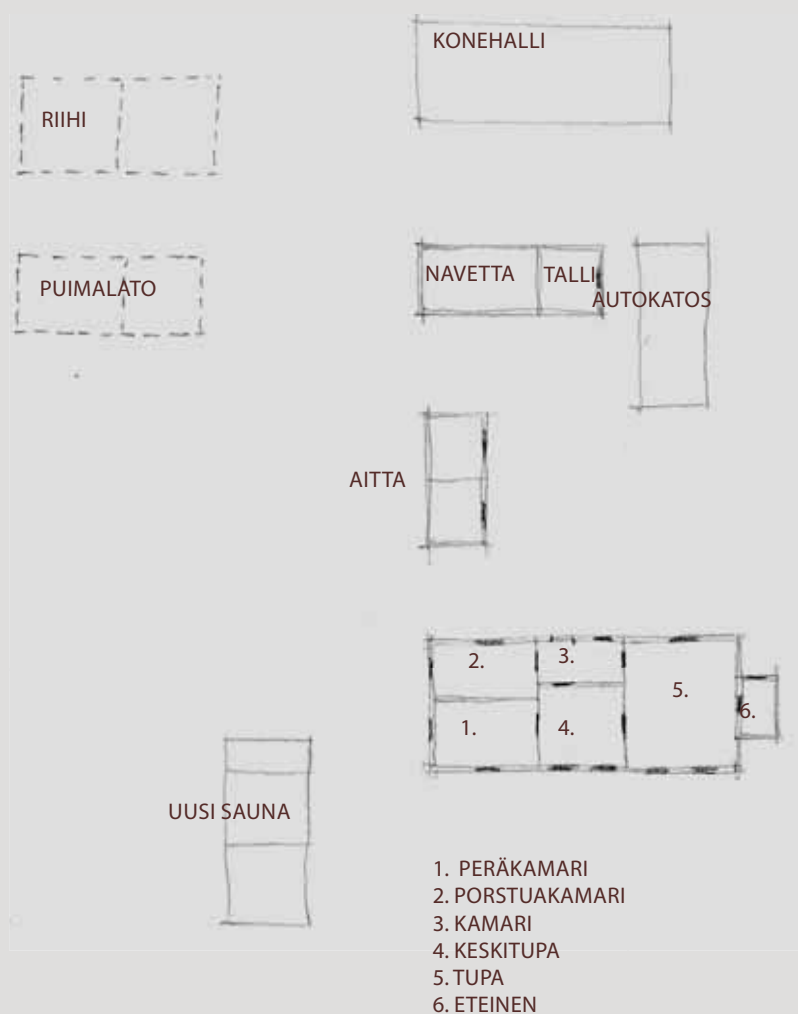 KONEHALLI
RIIHI
NAVETTA
TALLI
PUIMALATO
AUTOKATOS
AITTA
2.
3.
5.
6.
1.
4.
UUSI SAUNA
1. PERÄKAMARI
2. PORSTUAKAMARI
3. KAMARI
4. KESKITUPA
5. TUPA
6. ETEINEN